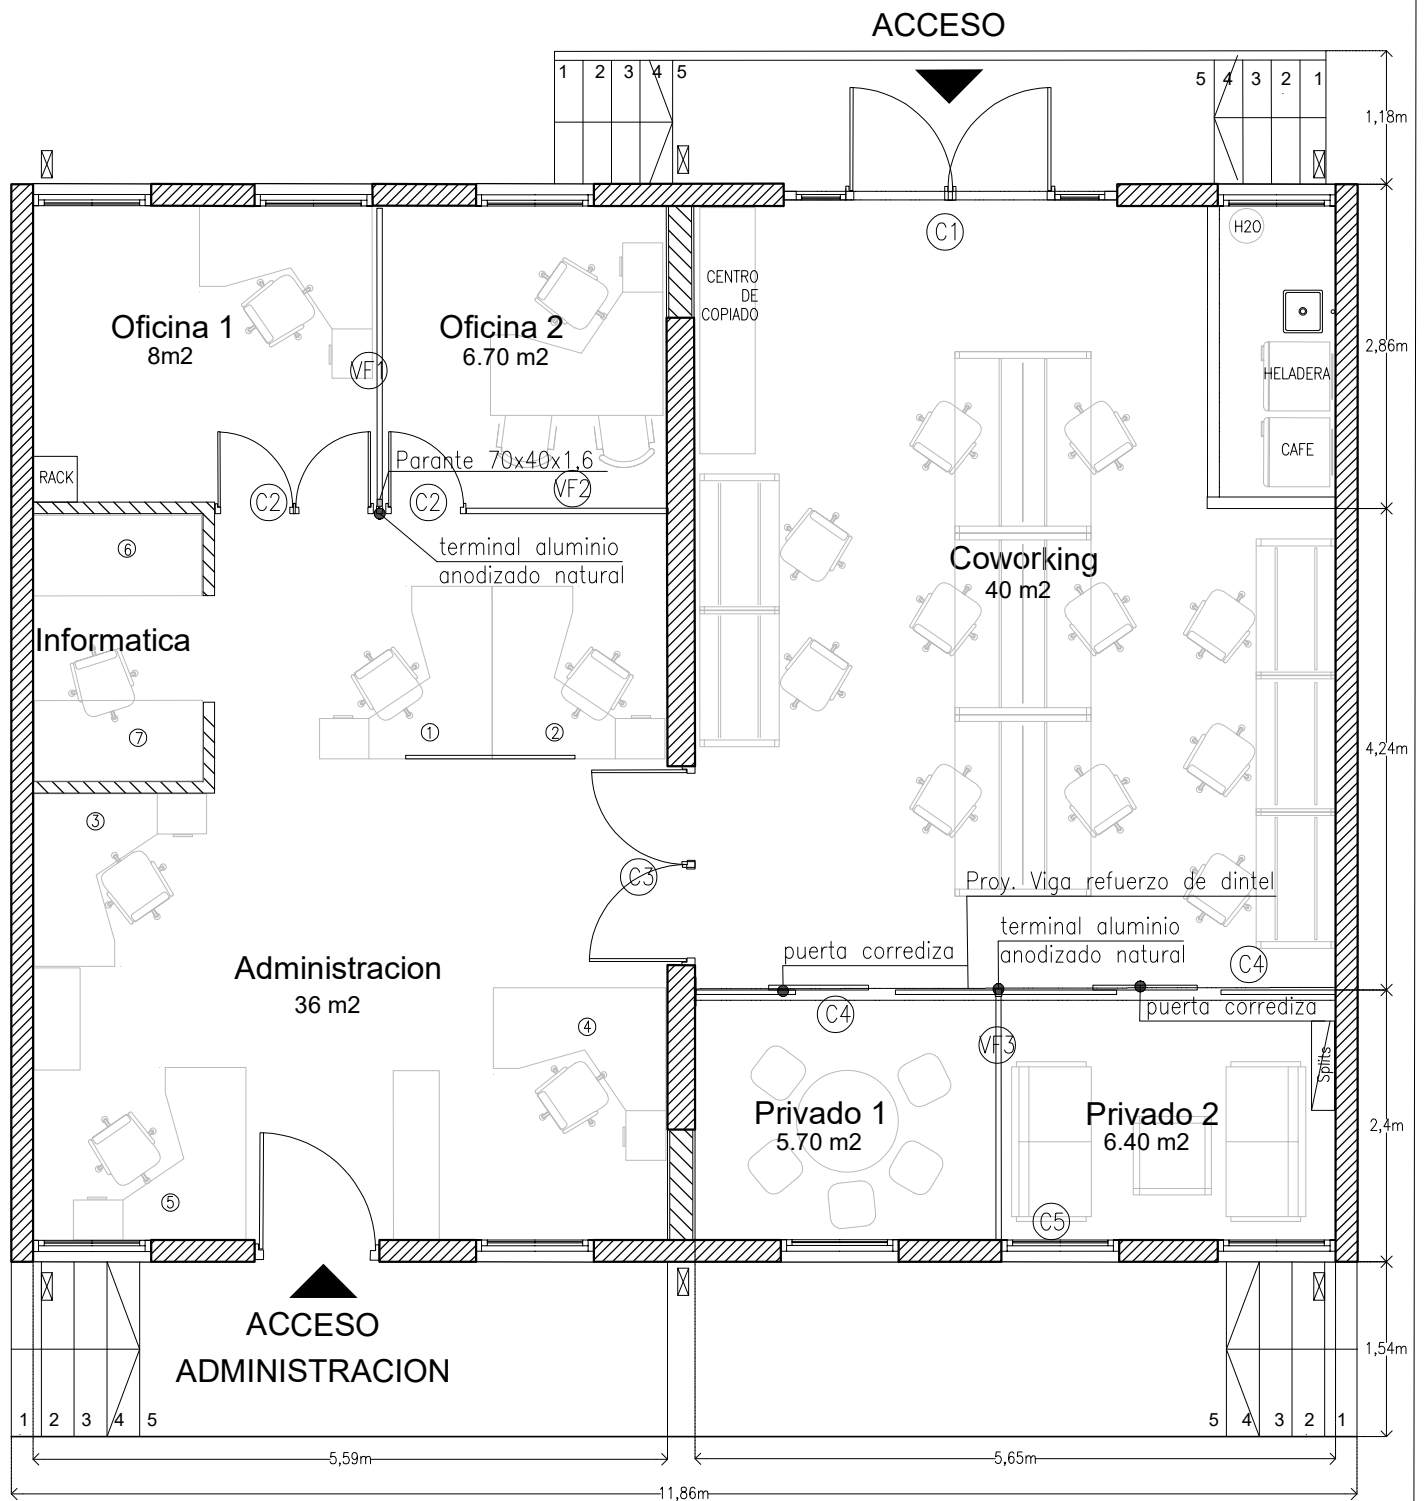 ACCESO
1 2 3 4 5
5 4 3 2 1
1,18m
C1
H2O
CENTRO
DE
COPIADO
Oficina 1
8m2
Oficina 2
6.70 m2
VF1
2,86m
HELADERA
CAFE
RACK
C2
Parante 70x40x1,6
C2
VF2
terminal aluminio
anodizado natural
6
Coworking
40 m2
Informatica
7
1
2
4,24m
3
C3
Proy. Viga refuerzo de dintel
terminal aluminio
anodizado natural
puerta corrediza
C4
Administracion
36 m2
C4
puerta corrediza
4
VF3
Splits
Privado 1
5.70 m2
Privado 2
6.40 m2
2,4m
5
C5
ACCESO
ADMINISTRACION
1,54m
1 2 3 4 5
5 4 3 2 1
5,59m
5,65m
11,86m